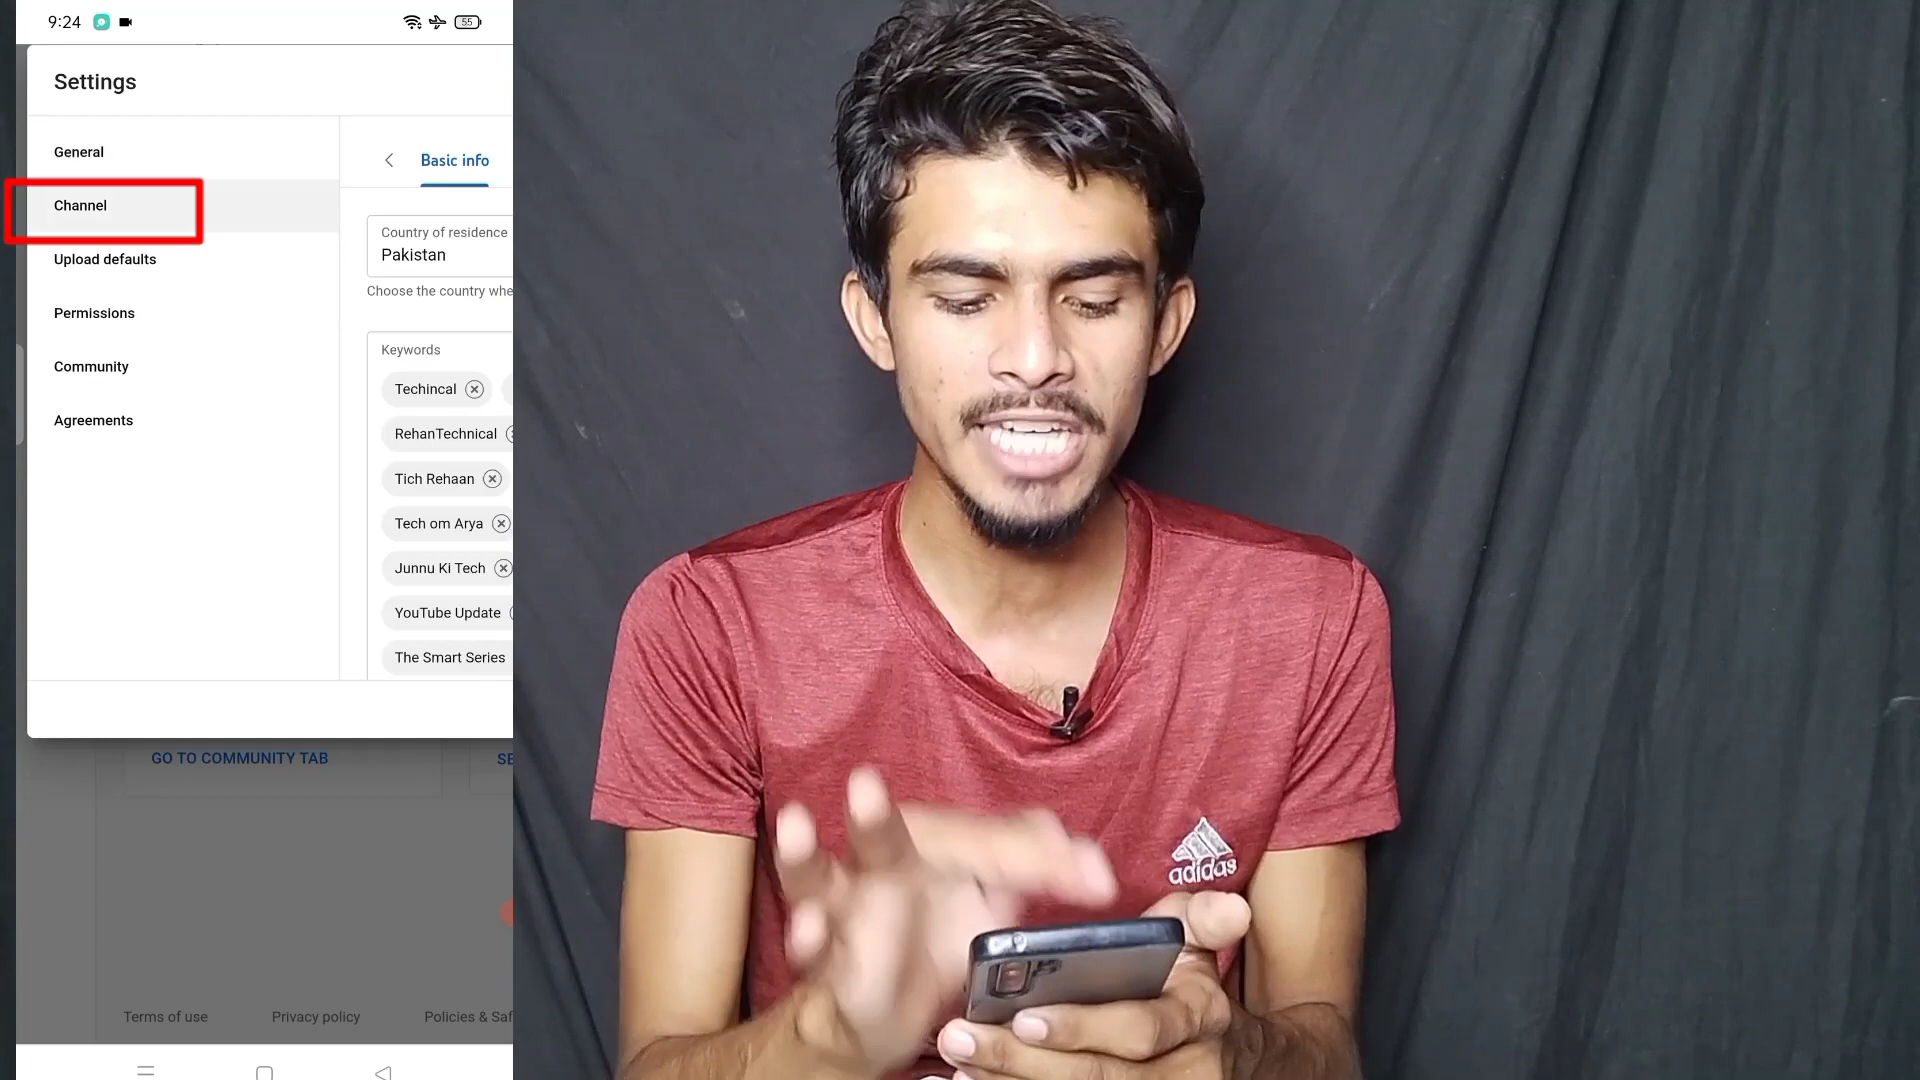 9:24
55
Settings
General
Channel
Upload defaults
Permissions
Community
Agreements
Basic info
Country of residence
Pakistan
Choose the country whe
Keywords
Techincal
RehanTechnical
Tich Rehaan
Tech om Arya
Junnu Ki Tech
YouTube Update
The Smart Series
GO TO COMMUNITY TAB
SE
Terms of use
Privacy policy
Policies & Saf
adidas